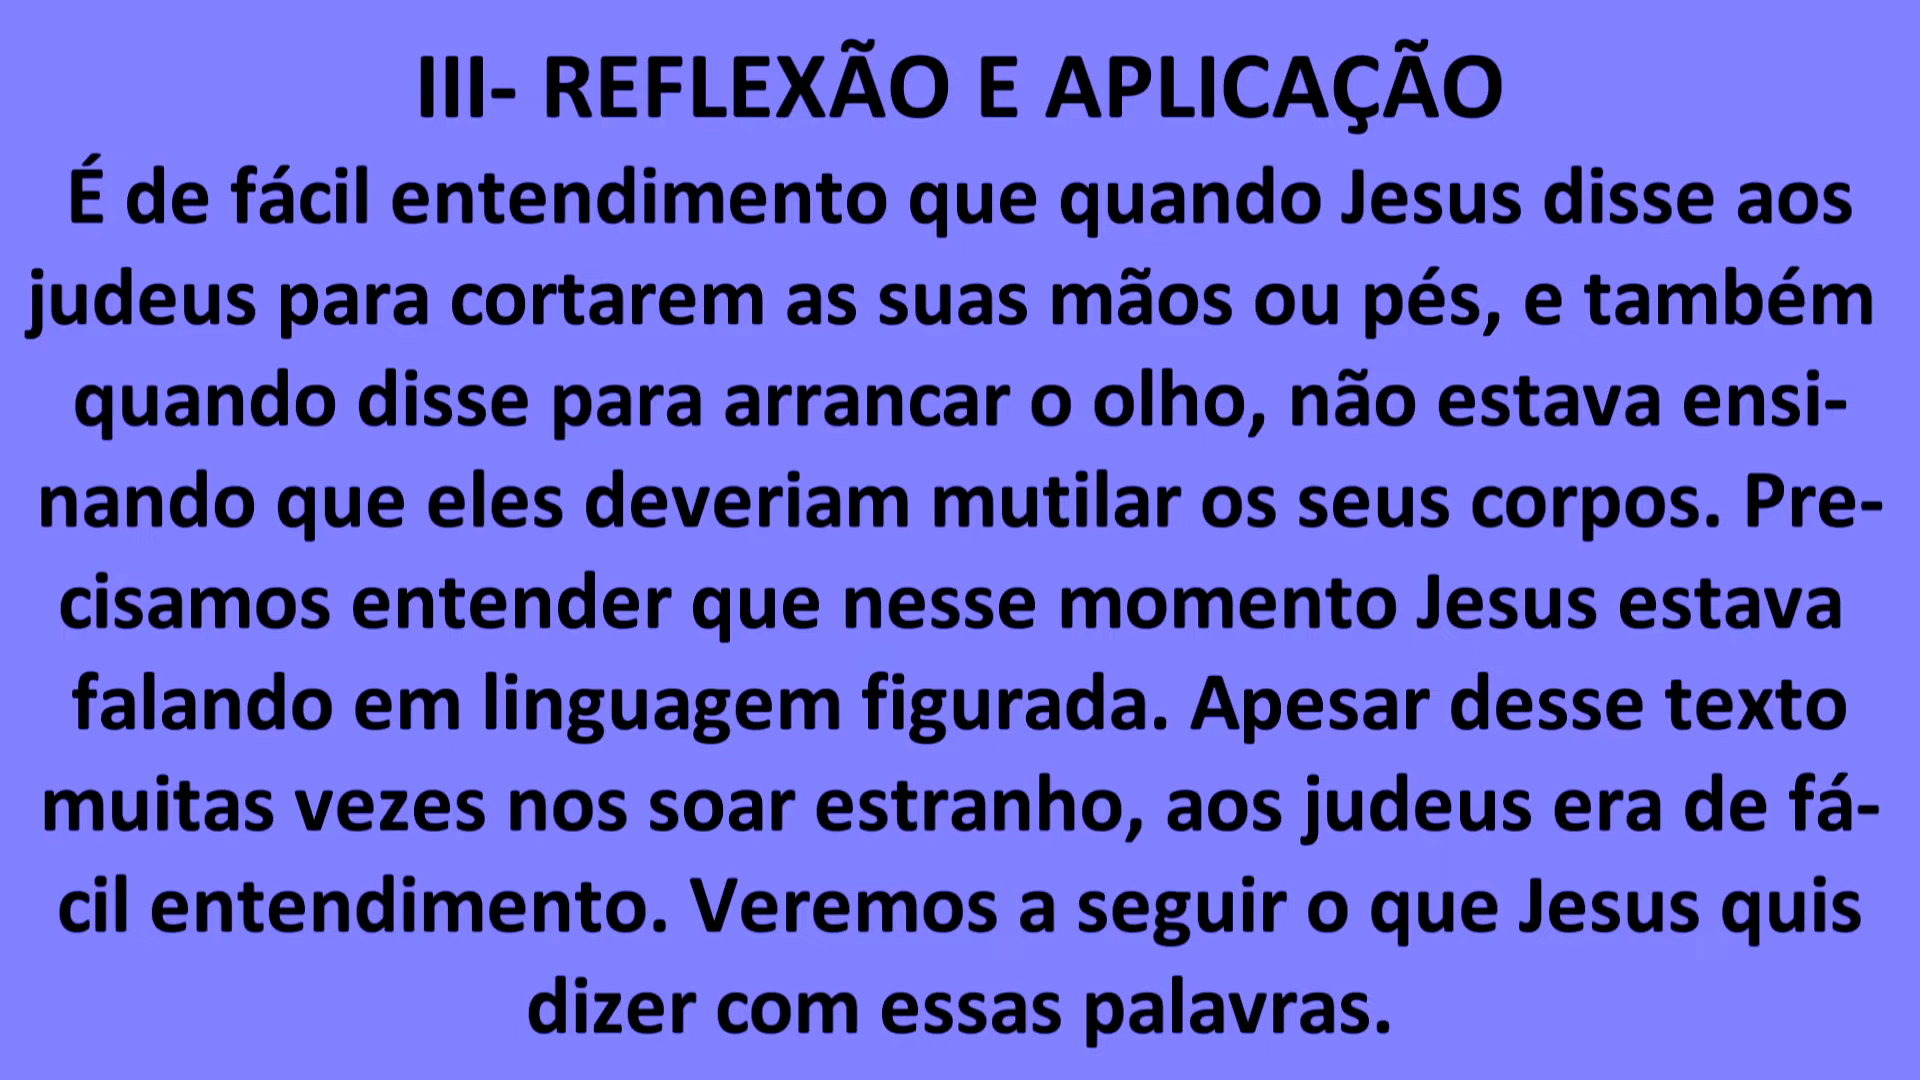 III- REFLEXÃO E APLICAÇÃO
É de fácil entendimento que quando Jesus disse aos
judeus para cortarem as suas mãos ou pés, e também
quando disse para arrancar o olho, não estava ensi-
nando que eles deveriam mutilar os seus corpos. Pre-
cisamos entender que nesse momento Jesus estava
falando em linguagem figurada. Apesar desse texto
muitas vezes nos soar estranho, aos judeus era de fá-
cil entendimento. Veremos a seguir o que Jesus quis
dizer com essas palavras.